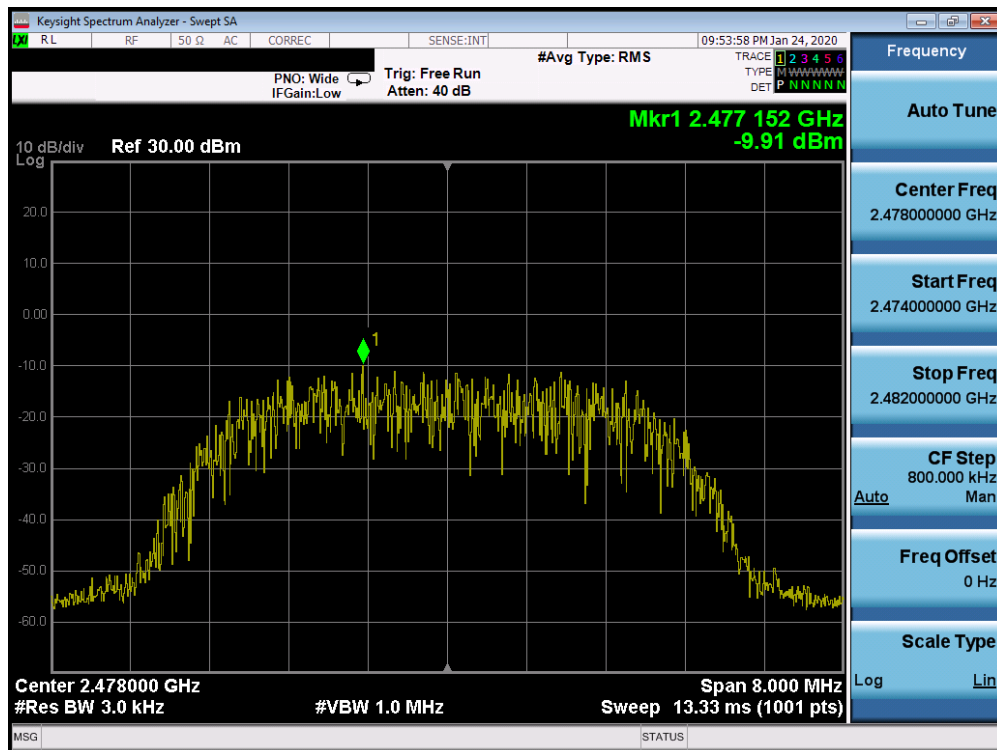 Keysight Spectrum Analyzer - Swept SA
LXI RL RF 50 Ω AC CORREC SENSE:INT 09:53:58 PM Jan 24, 2020
#Avg Type: RMS
TRACE 1 2 3 4 5 6
PNO: Wide Trig: Free Run TYPE M W W W W W
IFGain:Low Atten: 40 dB DET P N N N N N
Mkr1 2.477 152 GHz
-9.91 dBm
10 dB/div Ref 30.00 dBm
Log
20.0
10.0
0.00
1
-10.0
-20.0
-30.0
-40.0
-50.0
-60.0
Center 2.478000 GHz Span 8.000 MHz
#Res BW 3.0 kHz #VBW 1.0 MHz Sweep 13.33 ms (1001 pts)
MSG STATUS
Frequency
Auto Tune
Center Freq
2.478000000 GHz
Start Freq
2.474000000 GHz
Stop Freq
2.482000000 GHz
CF Step
800.000 kHz
Auto Man
Freq Offset
0 Hz
Scale Type
Log Lin